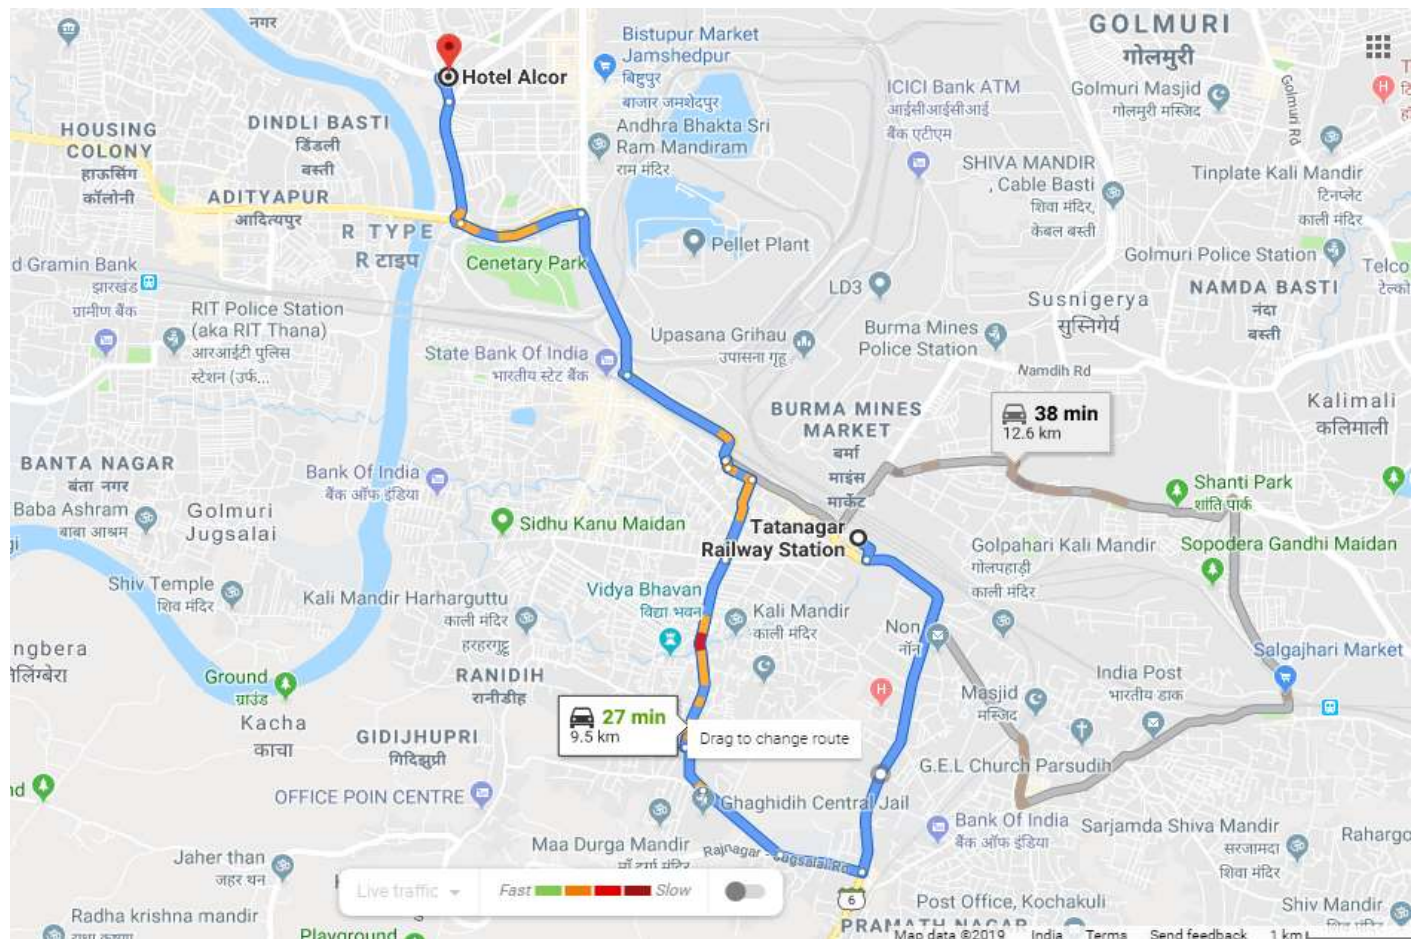 नगर
GOLMURI
गोलमुरी
Bistupur Market
Jamshedpur
बिष्टुपुर
बाजार जमशेदपुर
Hotel Alcor
ICICI Bank ATM
आईसीआईसीआई
बैंक एटीएम
Golmuri Masjid
गोलमुरी मस्जिद
Golmuri Rd
H
HOUSING
COLONY
हाऊसिंग
कॉलोनी
DINDLI BASTI
डिंडली
बस्ती
Andhra Bhakta Sri
Ram Mandiram
राम मंदिर
SHIVA MANDIR
, Cable Basti
शिवा मंदिर,
केबल बस्ती
Tinplate Kali Mandir
टिनप्लेट
काली मंदिर
ADITYAPUR
आदित्यपुर
R TYPE
R टाइप
Cenetary Park
Pellet Plant
Golmuri Police Station
Telco
टेल्को
d Gramin Bank
झारखंड
ग्रामीण बैंक
LD3
NAMDA BASTI
नंदा
बस्ती
Susnigerya
सुस्निगेर्य
RIT Police Station
(aka RIT Thana)
आरआईटी पुलिस
स्टेशन (उर्फ...
State Bank Of India
भारतीय स्टेट बैंक
Upasana Grihau
उपासना गृह
Burma Mines
Police Station
Namdih Rd
BURMA MINES
MARKET
बर्मा
माइंस
मार्केट
38 min
12.6 km
Kalimali
कलिमाली
BANTA NAGAR
बंता नगर
Bank Of India
बैंक ऑफ इंडिया
Shanti Park
शांति पार्क
Baba Ashram
बाबा आश्रम
Golmuri
Jugsalai
Sidhu Kanu Maidan
Tatanagar
Railway Station
Golpahari Kali Mandir
गोलपहाड़ी
काली मंदिर
Sopodera Gandhi Maidan
gi
Shiv Temple
शिव मंदिर
Kali Mandir Harharguttu
काली मंदिर
हरहरगुट्टू
Vidya Bhavan
विद्या भवन
Kali Mandir
काली मंदिर
Non
नॉन
ngbera
Ground
ग्राउंड
RANIDIH
रानीडीह
H
India Post
भारतीय डाक
Salgajhari Market
Masjid
मस्जिद
Kacha
काचा
GIDIJHUPRI
गिदिझुप्री
27 min
9.5 km
Drag to change route
G.E.L Church Parsudih
nd
OFFICE POIN CENTRE
Ghaghidih Central Jail
Bank Of India
बैंक ऑफ इंडिया
Sarjamda Shiva Mandir
सरजामदा
शिवा मंदिर
Rahargo
Maa Durga Mandir
माँ दुर्गा मंदिर
Rajnagar - Jugsalai Rd
Jaher than
जहर थन
Live traffic
Fast
Slow
6
Post Office, Kochakuli
Radha krishna mandir
राधा कृष्णा
Playground
PRAMATH NAGAR
Shiv Mandir
शिव मंदिर
Map data ©2019 India Terms Send feedback 1 km